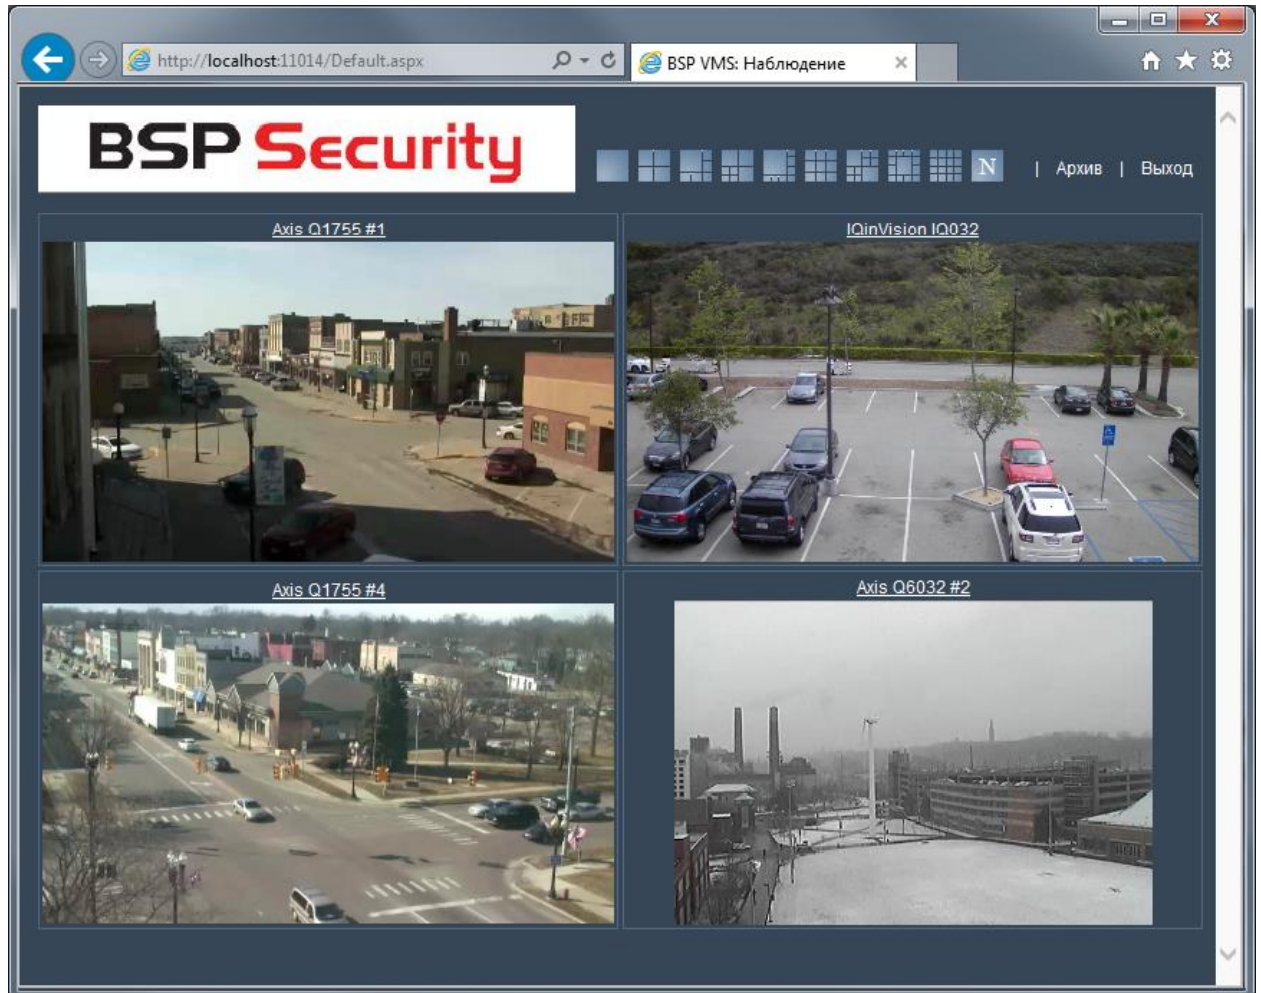 http://localhost:11014/Default.aspx
BSP VMS: Наблюдение
BSP Security
N | Архив | Выход
Axis Q1755 #1
IQinVision IQ032
Axis Q1755 #4
Axis Q6032 #2